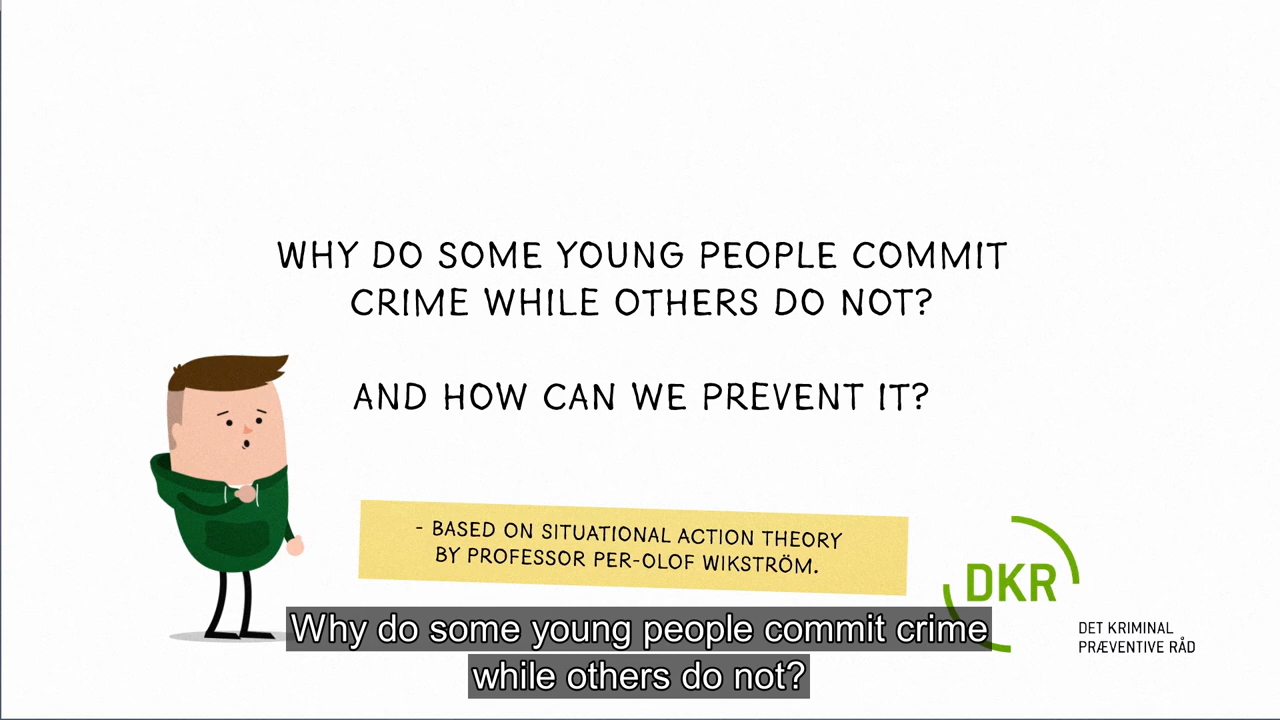 WHY DO SOME YOUNG PEOPLE COMMIT
CRIME WHILE OTHERS DO NOT?
AND HOW CAN WE PREVENT IT?
- BASED ON SITUATIONAL ACTION THEORY
BY PROFESSOR PER-OLOF WIKSTRÖM.
DKR
DET KRIMINAL
PRÆVENTIVE RÅD
Why do some young people commit crime
while others do not?